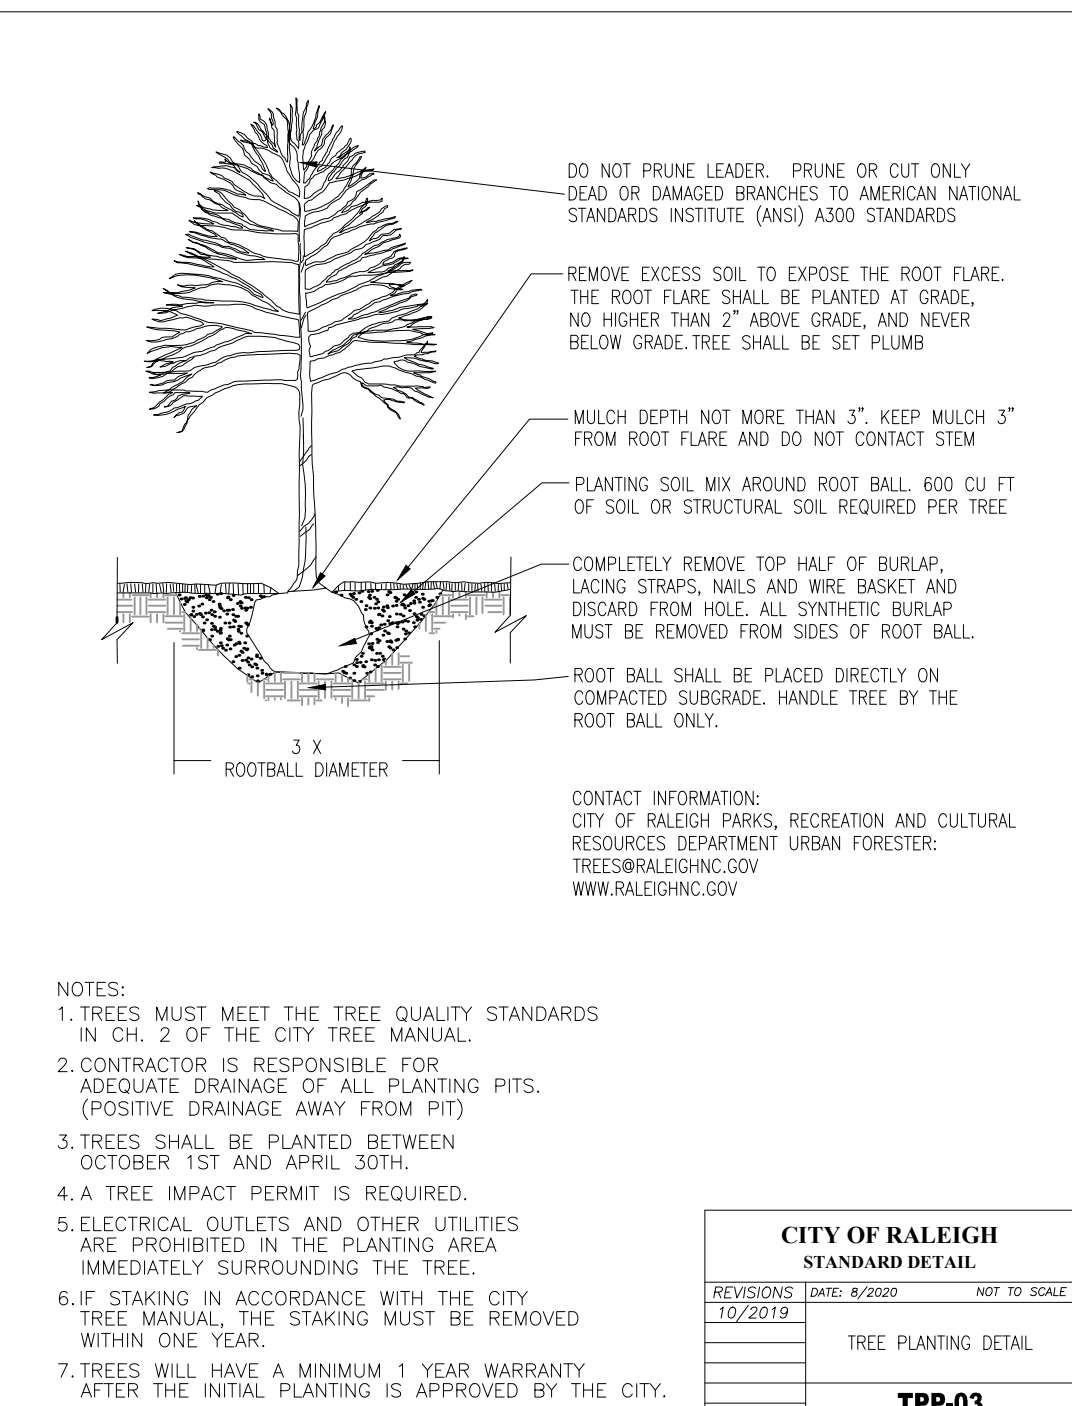 DO NOT PRUNE LEADER. PRUNE OR CUT ONLY
DEAD OR DAMAGED BRANCHES TO AMERICAN NATIONAL
STANDARDS INSTITUTE (ANSI) A300 STANDARDS
REMOVE EXCESS SOIL TO EXPOSE THE ROOT FLARE.
THE ROOT FLARE SHALL BE PLANTED AT GRADE,
NO HIGHER THAN 2" ABOVE GRADE, AND NEVER
BELOW GRADE. TREE SHALL BE SET PLUMB
MULCH DEPTH NOT MORE THAN 3". KEEP MULCH 3"
FROM ROOT FLARE AND DO NOT CONTACT STEM
PLANTING SOIL MIX AROUND ROOT BALL. 600 CU FT
OF SOIL OR STRUCTURAL SOIL REQUIRED PER TREE
COMPLETELY REMOVE TOP HALF OF BURLAP,
LACING STRAPS, NAILS AND WIRE BASKET AND
DISCARD FROM HOLE. ALL SYNTHETIC BURLAP
MUST BE REMOVED FROM SIDES OF ROOT BALL.
ROOT BALL SHALL BE PLACED DIRECTLY ON
COMPACTED SUBGRADE. HANDLE TREE BY THE
ROOT BALL ONLY.
3 X
ROOTBALL DIAMETER
CONTACT INFORMATION:
CITY OF RALEIGH PARKS, RECREATION AND CULTURAL
RESOURCES DEPARTMENT URBAN FORESTER:
TREES@RALEIGHNC.GOV
WWW.RALEIGHNC.GOV
NOTES:
1. TREES MUST MEET THE TREE QUALITY STANDARDS
IN CH. 2 OF THE CITY TREE MANUAL.
2. CONTRACTOR IS RESPONSIBLE FOR
ADEQUATE DRAINAGE OF ALL PLANTING PITS.
(POSITIVE DRAINAGE AWAY FROM PIT)
3. TREES SHALL BE PLANTED BETWEEN
OCTOBER 1ST AND APRIL 30TH.
4. A TREE IMPACT PERMIT IS REQUIRED.
5. ELECTRICAL OUTLETS AND OTHER UTILITIES
ARE PROHIBITED IN THE PLANTING AREA
IMMEDIATELY SURROUNDING THE TREE.
6. IF STAKING IN ACCORDANCE WITH THE CITY
TREE MANUAL, THE STAKING MUST BE REMOVED
WITHIN ONE YEAR.
7. TREES WILL HAVE A MINIMUM 1 YEAR WARRANTY
AFTER THE INITIAL PLANTING IS APPROVED BY THE CITY.
CITY OF RALEIGH
STANDARD DETAIL
REVISIONS DATE: 8/2020 NOT TO SCALE
10/2019
TREE PLANTING DETAIL
TPP-03